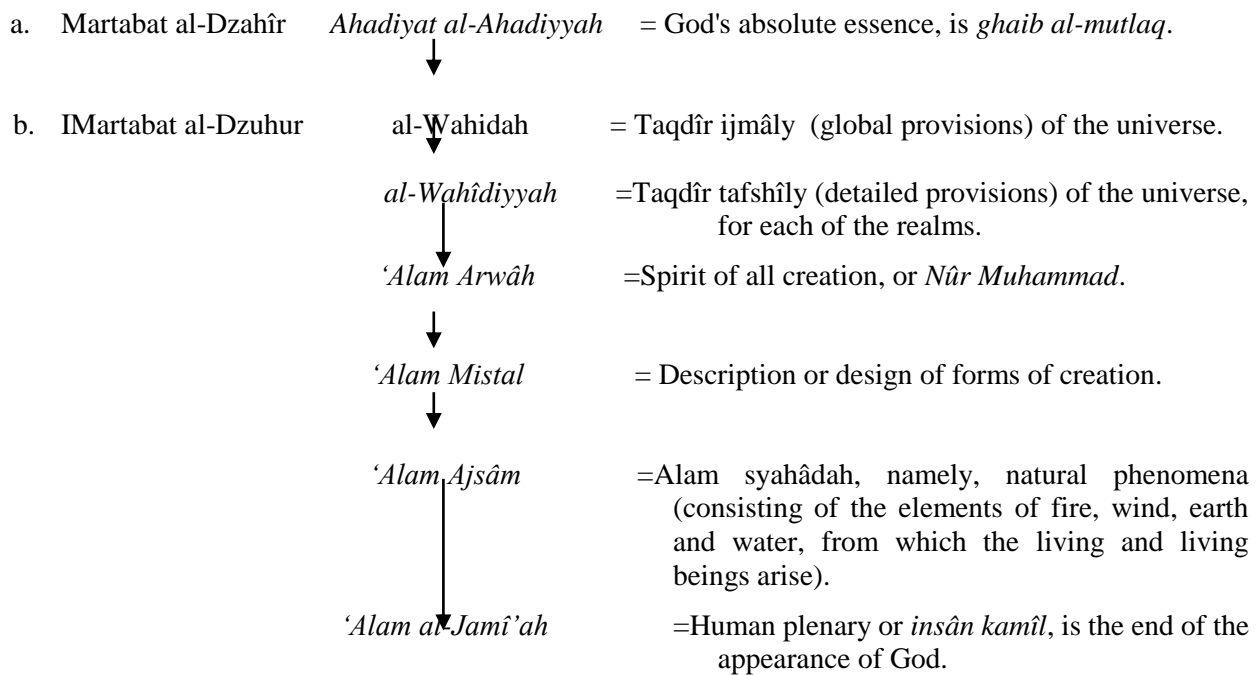 a. Martabat al-Dzahîr Ahadiyat al-Ahadiyyah = God's absolute essence, is ghaib al-mutlaq.
b. IMartabat al-Dzuhur al-Wahidah = Taqdîr ijmâly (global provisions) of the universe.
al-Wahîdiyyah =Taqdîr tafshîly (detailed provisions) of the universe,
for each of the realms.
‘Alam Arwâh =Spirit of all creation, or Nûr Muhammad.
‘Alam Mistal = Description or design of forms of creation.
‘Alam Ajsâm =Alam syahâdah, namely, natural phenomena
(consisting of the elements of fire, wind, earth
and water, from which the living and living
beings arise).
‘Alam al-Jamî’ah =Human plenary or insân kamîl, is the end of the
appearance of God.